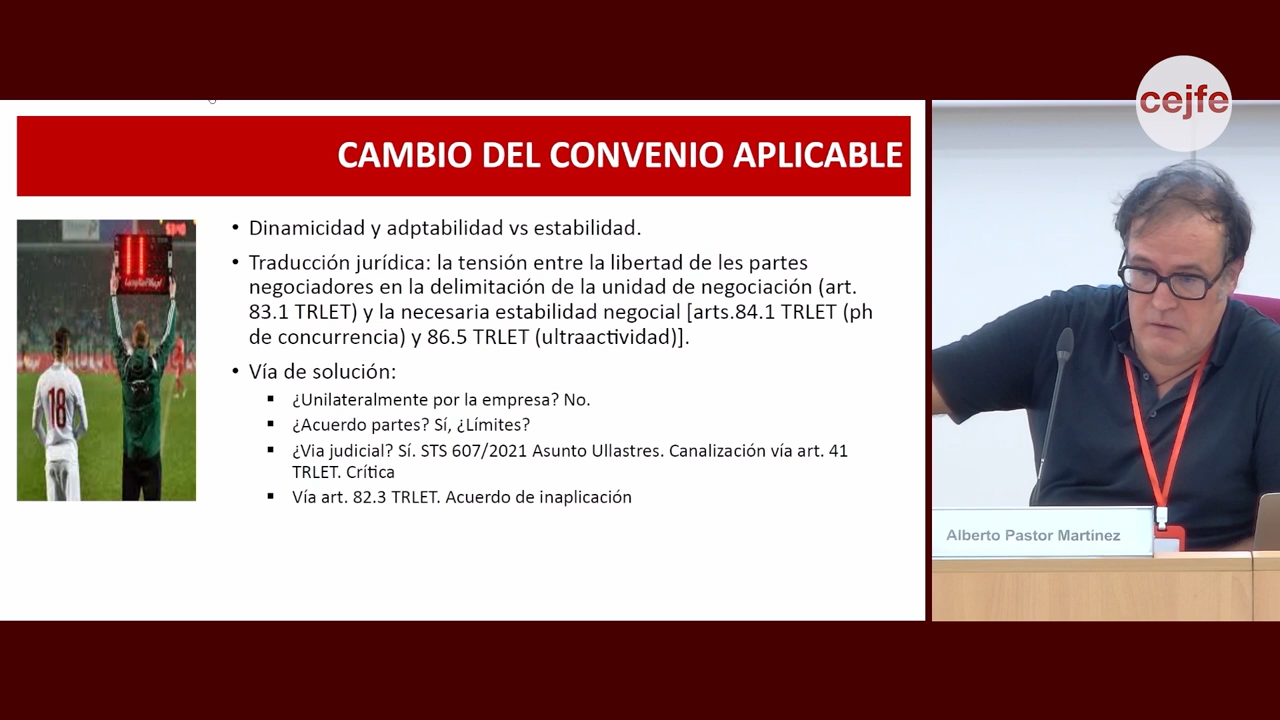 cejfe
CAMBIO DEL CONVENIO APLICABLE
• Dinamicidad y adptabilidad vs estabilidad.
• Traducción jurídica: la tensión entre la libertad de les partes
negociadores en la delimitación de la unidad de negociación (art.
83.1 TRLET) y la necesaria estabilidad negocial [arts.84.1 TRLET (ph
de concurrencia) y 86.5 TRLET (ultraactividad)].
• Vía de solución:
▪ ¿Unilateralmente por la empresa? No.
▪ ¿Acuerdo partes? Sí, ¿Límites?
▪ ¿Via judicial? Sí. STS 607/2021 Asunto Ullastres. Canalización vía art. 41
TRLET. Crítica
▪ Vía art. 82.3 TRLET. Acuerdo de inaplicación
18
Alberto Pastor Martínez